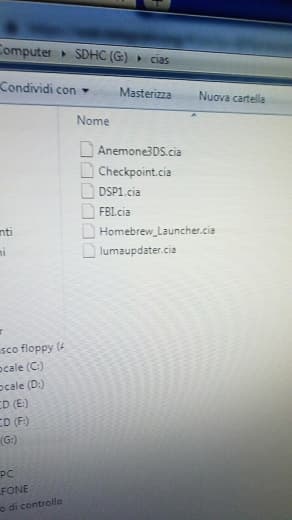 Computer ▸ SDHC (G:) ▸ cias
Condividi con ▾ Masterizza Nuova cartella
Nome
Anemone3DS.cia
Checkpoint.cia
DSP1.cia
FBI.cia
Homebrew_Launcher.cia
lumaupdater.cia
nti
ni
r
sco floppy (A
ocale (C:)
ocale (D:)
CD (E:)
CD (F:)
(G:)
PC
AFONE
o di controllo